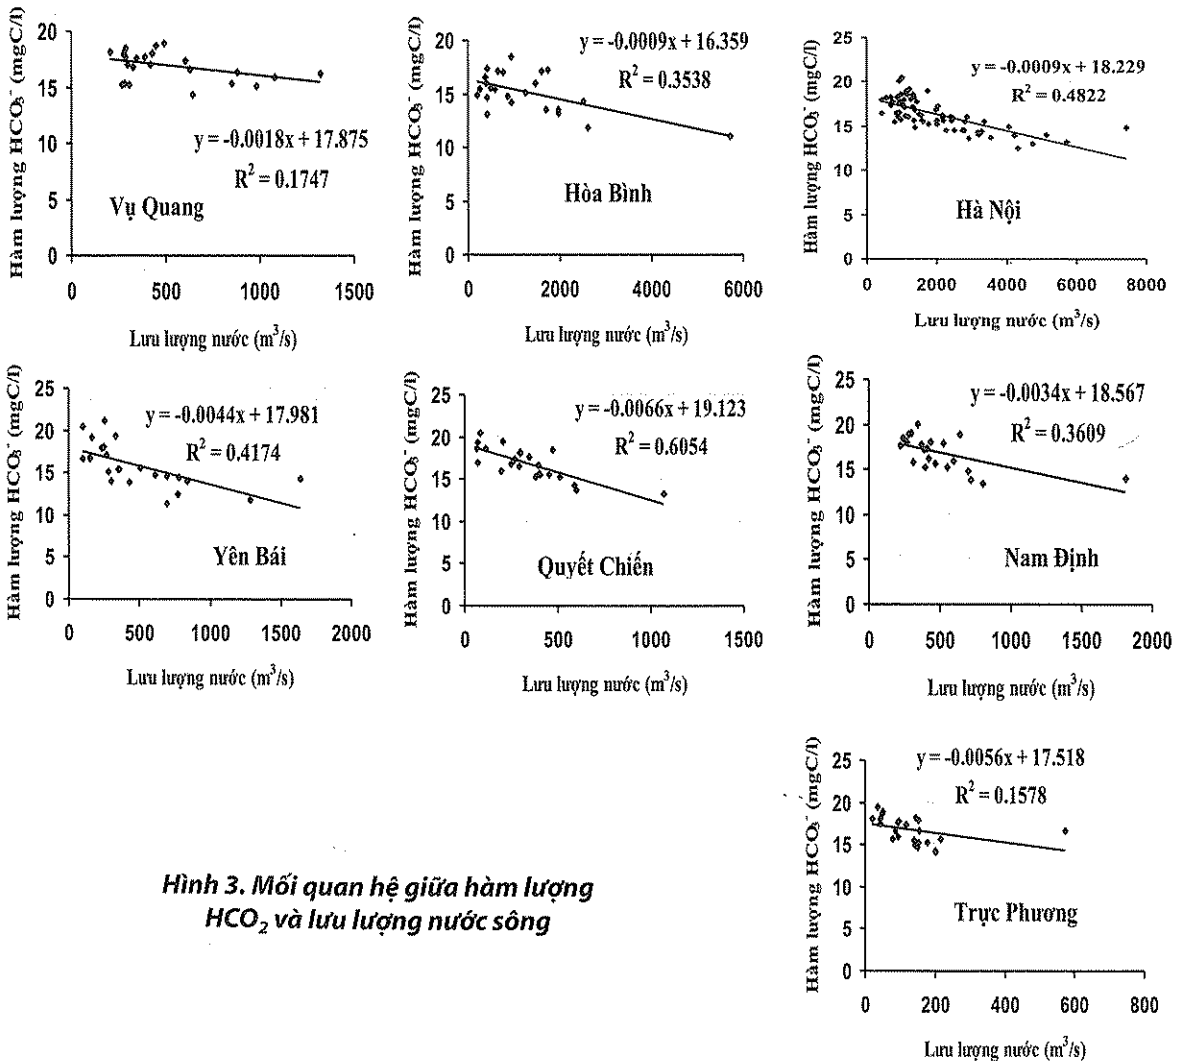 Hàm lượng HCO₃⁻ (mgC/l)
20
15
10
5
0
y = -0.0018x + 17.875
R² = 0.1747
Vụ Quang
0 500 1000 1500
Lưu lượng nước (m³/s)
Hàm lượng HCO₃⁻ (mgC/l)
20
15
10
5
0
y = -0.0009x + 16.359
R² = 0.3538
Hòa Bình
0 2000 4000 6000
Lưu lượng nước (m³/s)
Hàm lượng HCO₃⁻ (mgC/l)
25
20
15
10
5
0
y = -0.0009x + 18.229
R² = 0.4822
Hà Nội
0 2000 4000 6000 8000
Lưu lượng nước (m³/s)
Hàm lượng HCO₃⁻ (mgC/l)
25
20
15
10
5
0
y = -0.0044x + 17.981
R² = 0.4174
Yên Bái
0 500 1000 1500 2000
Lưu lượng nước (m³/s)
Hàm lượng HCO₃⁻ (mgC/l)
25
20
15
10
5
0
y = -0.0066x + 19.123
R² = 0.6054
Quyết Chiến
0 500 1000 1500
Lưu lượng nước (m³/s)
Hàm lượng HCO₃⁻ (mgC/l)
25
20
15
10
5
0
y = -0.0034x + 18.567
R² = 0.3609
Nam Định
0 500 1000 1500 2000
Lưu lượng nước (m³/s)
Hàm lượng HCO₃⁻ (mgC/l)
25
20
15
10
5
0
y = -0.0056x + 17.518
R² = 0.1578
Trực Phương
0 200 400 600 800
Lưu lượng nước (m³/s)
Hình 3. Mối quan hệ giữa hàm lượng
HCO₂ và lưu lượng nước sông